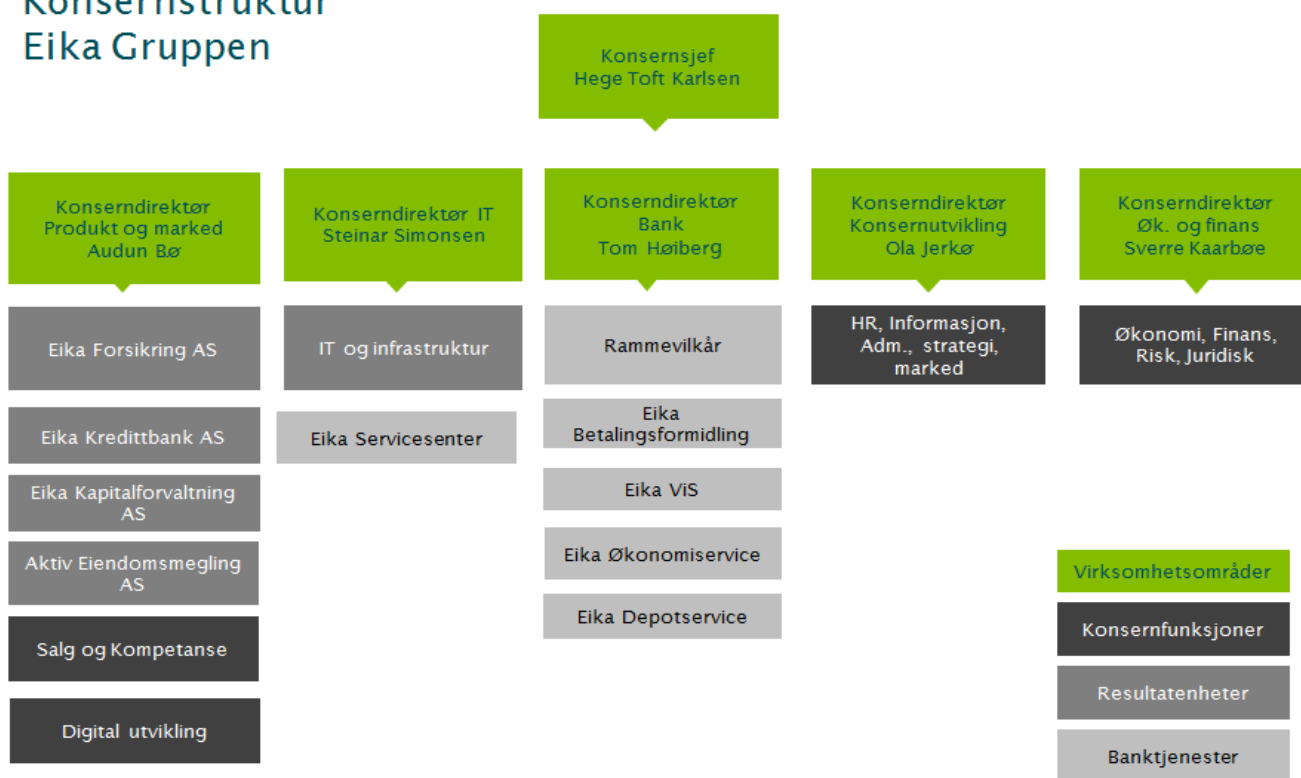 Konsernstruktur
Eika Gruppen
Konsernsjef
Hege Toft Karlsen
Konserndirektør
Produkt og marked
Audun Bø
Konserndirektør IT
Steinar Simonsen
Konserndirektør
Bank
Tom Høiberg
Konserndirektør
Konsernutvikling
Ola Jerkø
Konserndirektør
Øk. og finans
Sverre Kaarbøe
Eika Forsikring AS
Eika Kredittbank AS
Eika Kapitalforvaltning
AS
Aktiv Eiendomsmegling
AS
Salg og Kompetanse
Digital utvikling
IT og infrastruktur
Eika Servicesenter
Rammevilkår
Eika
Betalingsformidling
Eika ViS
Eika Økonomiservice
Eika Depotservice
HR, Informasjon,
Adm., strategi,
marked
Økonomi, Finans,
Risk, Juridisk
Virksomhetsområder
Konsernfunksjoner
Resultatenheter
Banktjenester